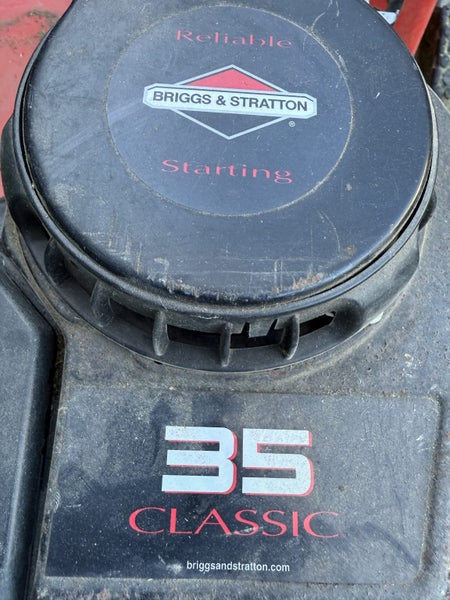 Reliable
BRIGGS & STRATTON
®
Starting
35
CLASSIC
briggsandstratton.com